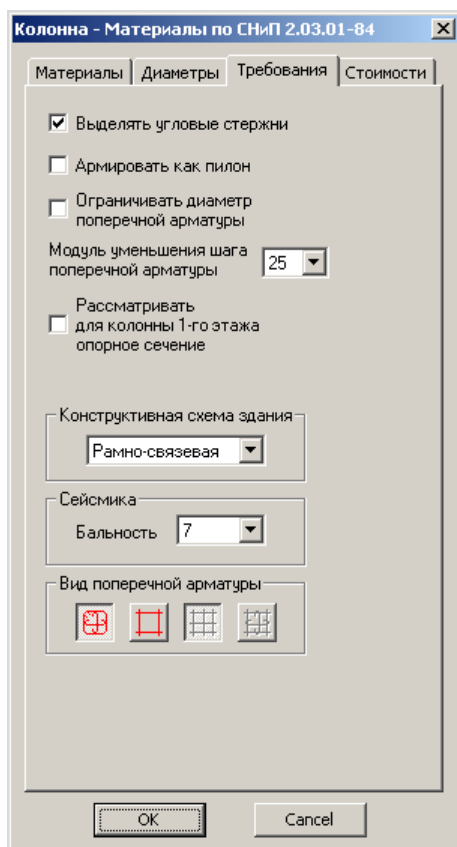 Колонна - Материалы по СНиП 2.03.01-84
Материалы Диаметры Требования Стоимости
Выделять угловые стержни
Армировать как пилон
Ограничивать диаметр
поперечной арматуры
Модуль уменьшения шага
поперечной арматуры 25
Рассматривать
для колонны 1-го этажа
опорное сечение
Конструктивная схема здания
Рамно-связевая
Сейсмика
Бальность 7
Вид поперечной арматуры
OK Cancel